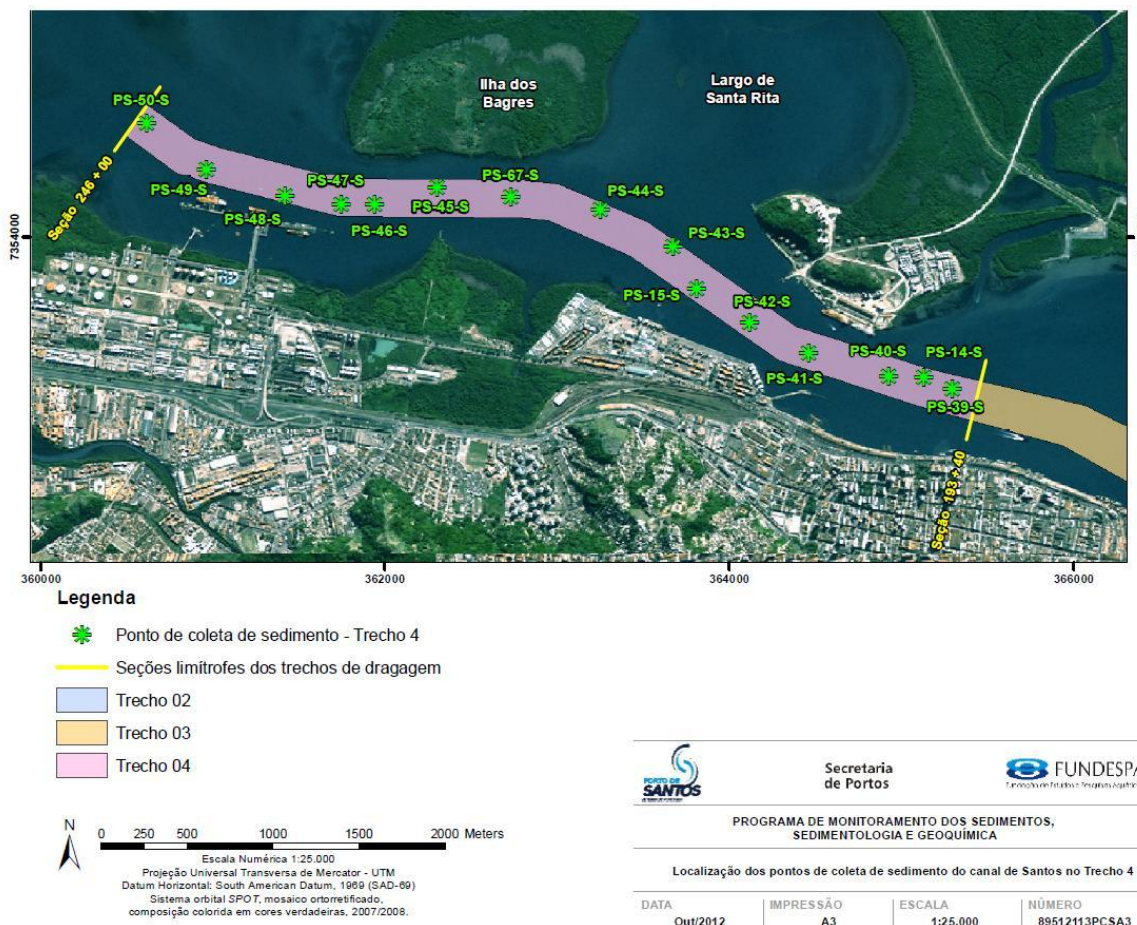 Ilha dos
Bagres
Largo de
Santa Rita
PS-50-S
PS-49-S
PS-48-S
PS-47-S
PS-46-S
PS-45-S
PS-67-S
PS-44-S
PS-43-S
PS-15-S
PS-42-S
PS-41-S
PS-40-S
PS-14-S
PS-39-S
Seção 246 + 00
Seção 193 + 40
7354000
7354000
360000
362000
364000
366000
Legenda
Ponto de coleta de sedimento - Trecho 4
Seções limítrofes dos trechos de dragagem
Trecho 02
Trecho 03
Trecho 04
N
0 250 500 1000 1500 2000 Meters
Escala Numérica 1:25.000
Projeção Universal Transversa de Mercator - UTM
Datum Horizontal: South American Datum, 1969 (SAD-69)
Sistema orbital SPOT, mosaico ortorretificado,
composição colorida em cores verdadeiras, 2007/2008.
PORTO DE
SANTOS
Secretaria
de Portos
FUNDESPA
PROGRAMA DE MONITORAMENTO DOS SEDIMENTOS,
SEDIMENTOLOGIA E GEOQUÍMICA
Localização dos pontos de coleta de sedimento do canal de Santos no Trecho 4
DATA
Out/2012
IMPRESSÃO
A3
ESCALA
1:25.000
NÚMERO
89512113PCSA3